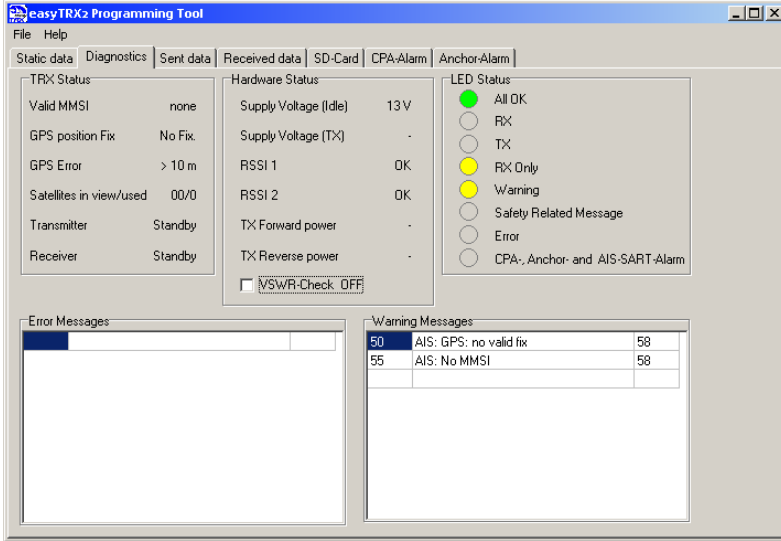 easyTRX2 Programming Tool
File Help
Static data Diagnostics Sent data Received data SD-Card CPA-Alarm Anchor-Alarm
TRX Status
Valid MMSI none
GPS position Fix No Fix.
GPS Error > 10 m
Satellites in view/used 00/0
Transmitter Standby
Receiver Standby
Hardware Status
Supply Voltage (Idle) 13 V
Supply Voltage (TX) -
RSSI 1 OK
RSSI 2 OK
TX Forward power -
TX Reverse power -
VSWR-Check OFF
LED Status
All OK
RX
TX
RX Only
Warning
Safety Related Message
Error
CPA-, Anchor- and AIS-SART-Alarm
Error Messages
Warning Messages
50 AIS: GPS: no valid fix 58
55 AIS: No MMSI 58